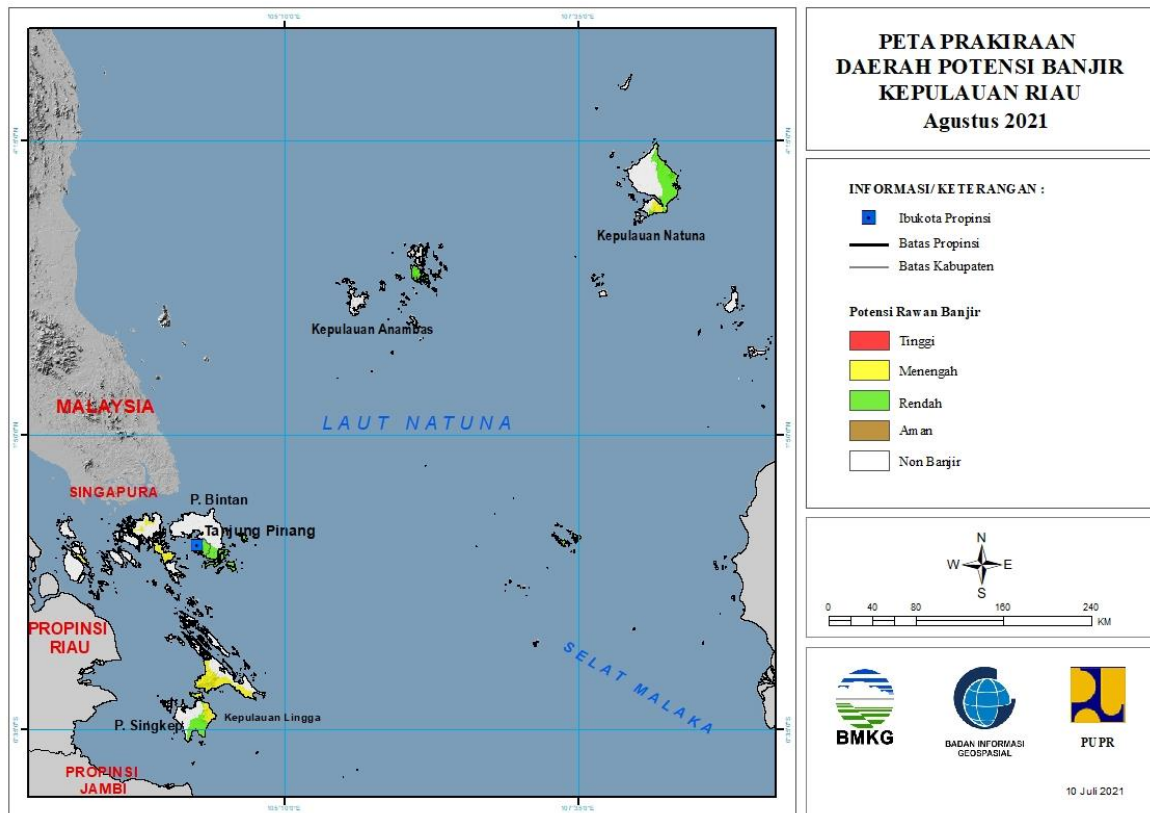 PETA PRAKIRAAN
DAERAH POTENSI BANJIR
KEPULAUAN RIAU
Agustus 2021
INFORMASI/ KETERANGAN :
Ibukota Propinsi
Batas Propinsi
Batas Kabupaten
Potensi Rawan Banjir
Tinggi
Menengah
Rendah
Aman
Non Banjir
N
W E
S
0 40 80 160 240
KM
BMKG
BADAN INFORMASI
GEOSPASIAL
PUPR
10 Juli 2021
Kepulauan Natuna
Kepulauan Anambas
MALAYSIA
LAUT NATUNA
SINGAPURA
P. Bintan
Tanjung Pinang
PROPINSI
RIAU
SELAT MALAKA
P. Singkep
Kepulauan Lingga
PROPINSI
JAMBI